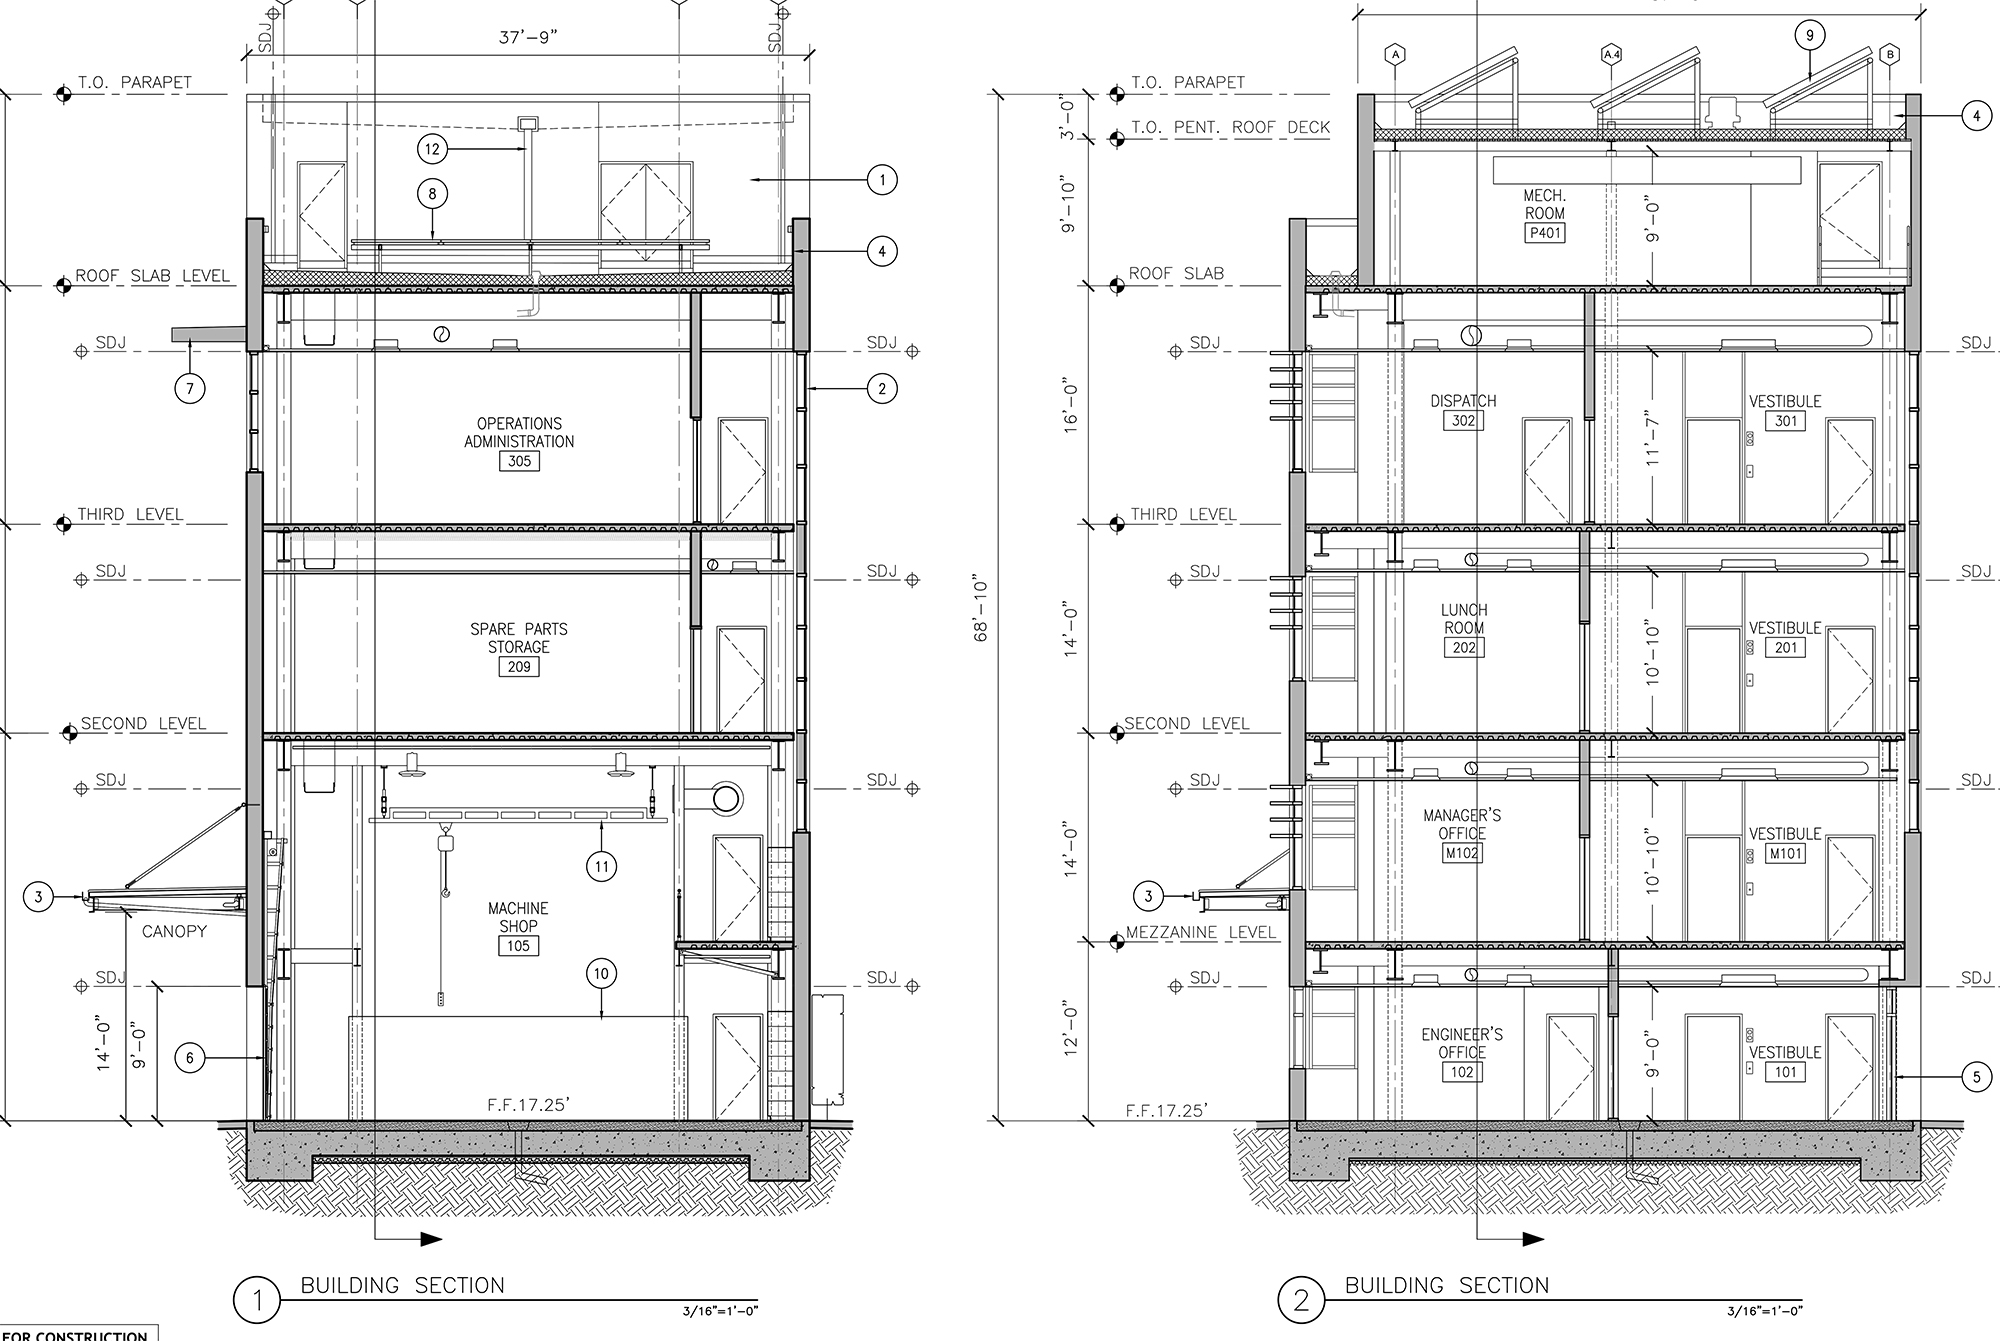 SDJ
37'-9"
SDJ
T.O. PARAPET
12
8
1
4
ROOF SLAB LEVEL
SDJ
SDJ
7
2
OPERATIONS
ADMINISTRATION
305
THIRD LEVEL
SDJ
SDJ
SPARE PARTS
STORAGE
209
SECOND LEVEL
SDJ
SDJ
11
3
CANOPY
MACHINE
SHOP
105
10
SDJ
SDJ
14'-0"
9'-0"
6
F.F.17.25'
1
BUILDING SECTION
3/16"=1'-0"
FOR CONSTRUCTION
A
A.4
B
9
T.O. PARAPET
3'-0"
4
T.O. PENT. ROOF DECK
9'-10"
MECH.
ROOM
P401
9'-0"
ROOF SLAB
SDJ
SDJ
16'-0"
DISPATCH
302
11'-7"
VESTIBULE
301
THIRD LEVEL
SDJ
SDJ
68'-10"
14'-0"
LUNCH
ROOM
202
10'-10"
VESTIBULE
201
SECOND LEVEL
SDJ
SDJ
14'-0"
MANAGER'S
OFFICE
M102
10'-10"
VESTIBULE
M101
3
MEZZANINE LEVEL
SDJ
SDJ
12'-0"
ENGINEER'S
OFFICE
102
9'-0"
VESTIBULE
101
5
F.F.17.25'
2
BUILDING SECTION
3/16"=1'-0"